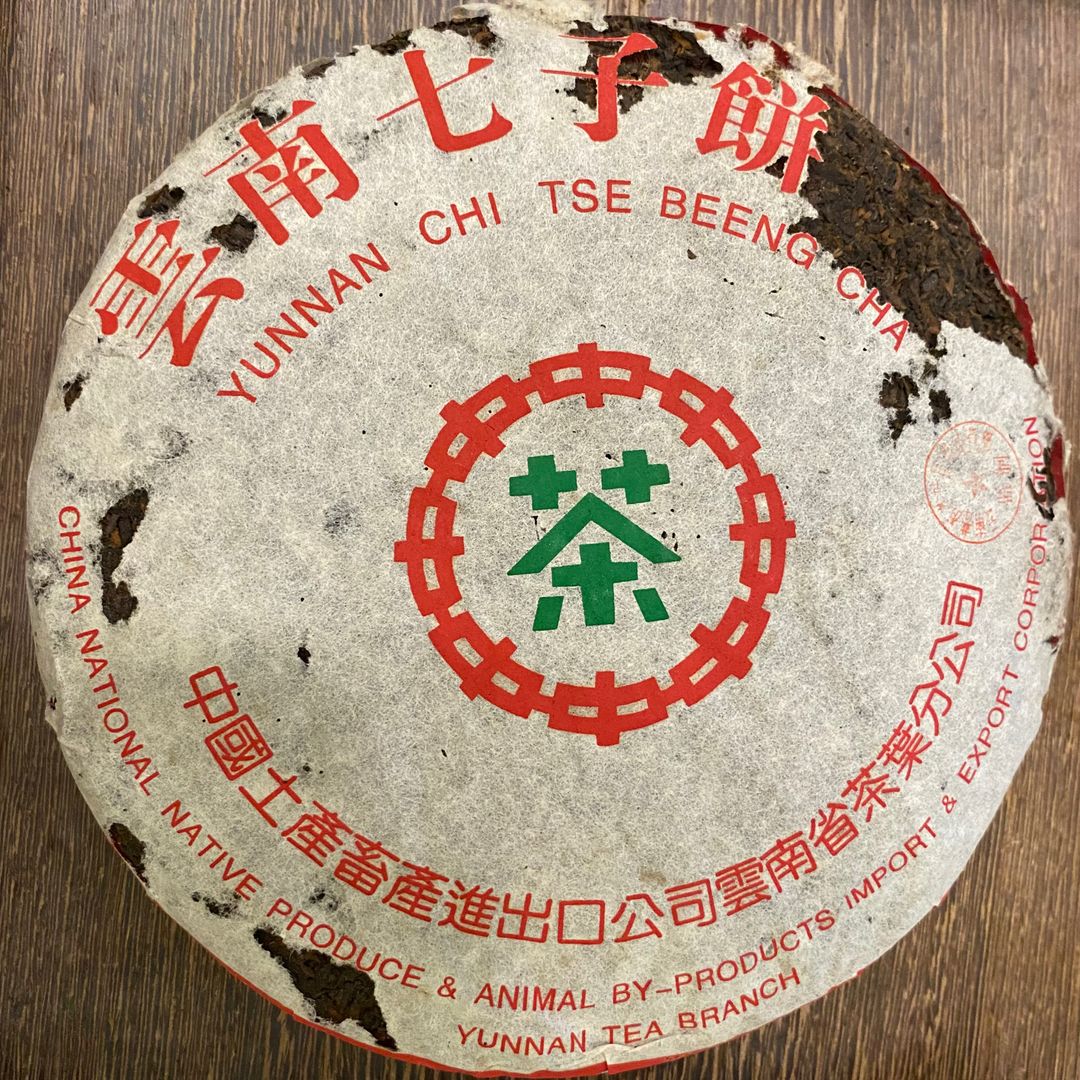 雲南七子餅
YUNNAN CHI TSE BEENG CHA
茶
中國土產畜產進出口公司雲南省茶葉分公司
CHINA NATIONAL NATIVE PRODUCE & ANIMAL BY-PRODUCTS IMPORT & EXPORT CORPORATION
YUNNAN TEA BRANCH